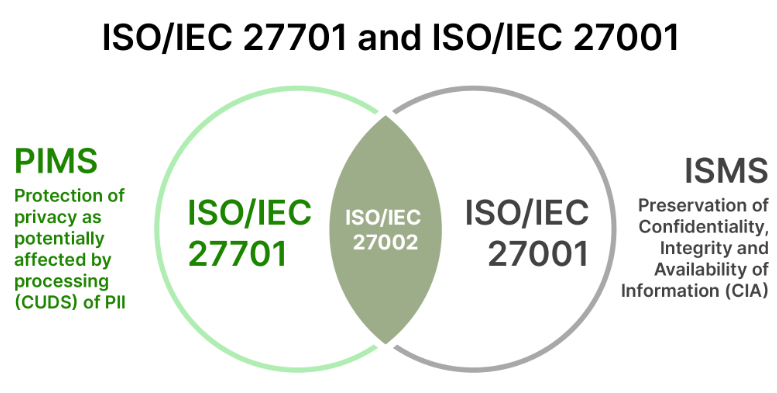 ISO/IEC 27701 and ISO/IEC 27001
PIMS
Protection of
privacy as
potentially
affected by
processing
(CUDS) of PII
ISO/IEC
27701
ISO/IEC
27002
ISO/IEC
27001
ISMS
Preservation of
Confidentiality,
Integrity and
Availability of
Information (CIA)